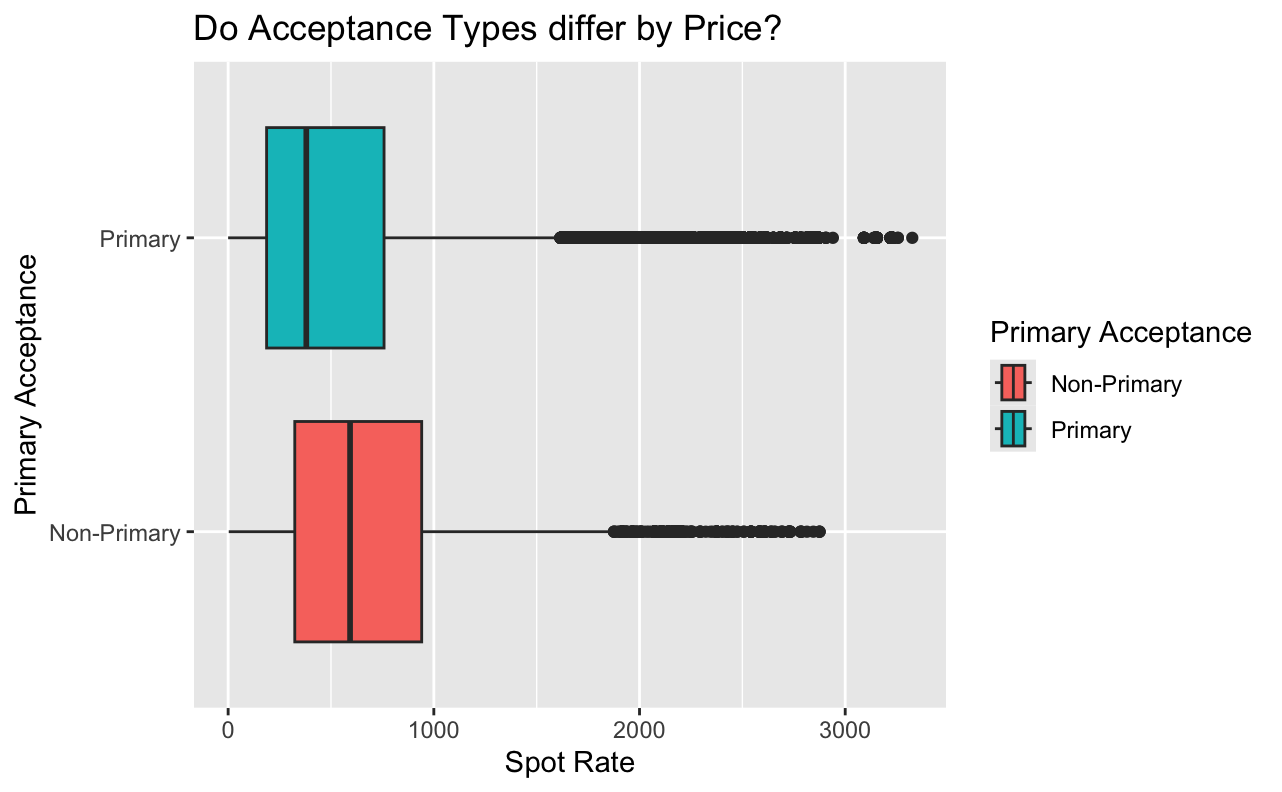 Do Acceptance Types differ by Price?
Primary Acceptance
Primary
Non-Primary
0
1000
2000
3000
Spot Rate
Primary Acceptance
Non-Primary
Primary